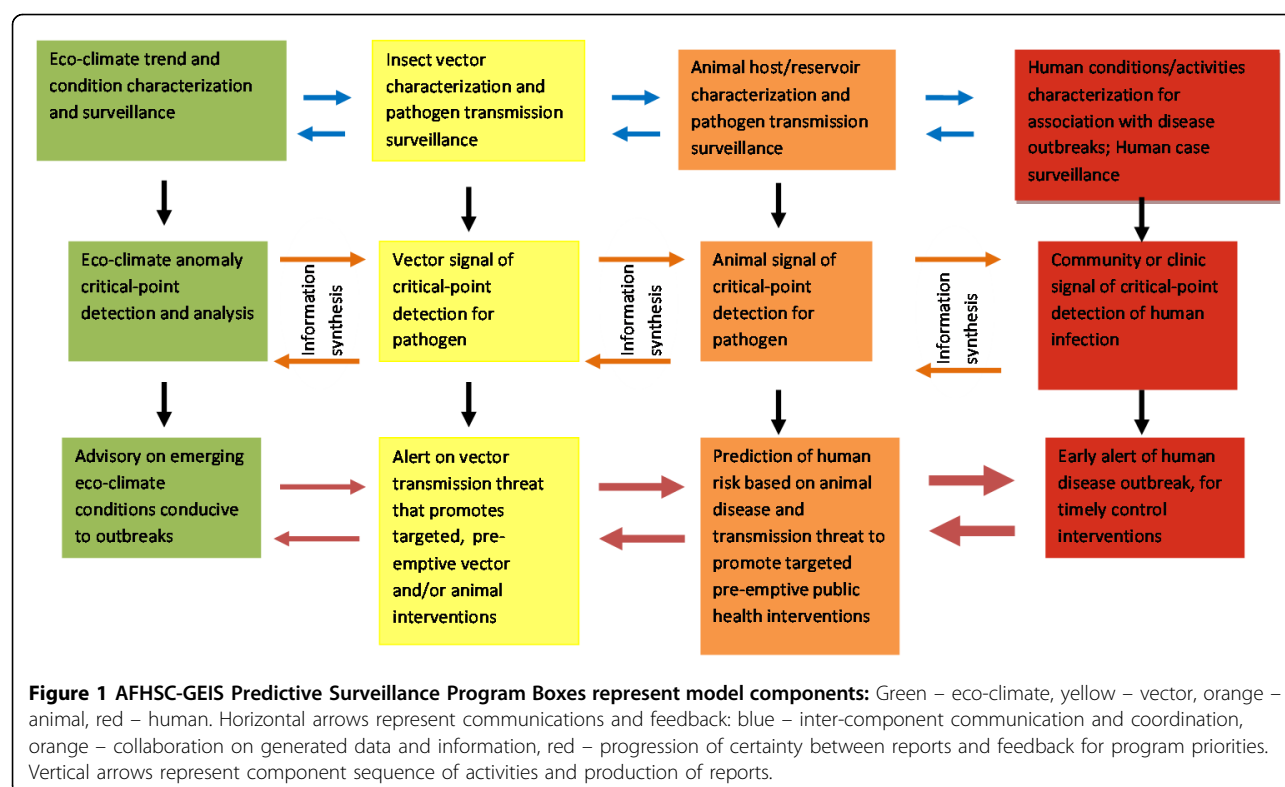 Eco-climate trend and
condition characterization
and surveillance
Insect vector
characterization and
pathogen transmission
surveillance
Animal host/reservoir
characterization and
pathogen transmission
surveillance
Human conditions/activities
characterization for
association with disease
outbreaks; Human case
surveillance
Eco-climate anomaly
critical-point
detection and analysis
Information
synthesis
Vector signal of
critical-point
detection for
pathogen
Information
synthesis
Animal signal of
critical-point
detection for
pathogen
Information
synthesis
Community or clinic
signal of critical-point
detection of human
infection
Advisory on emerging
eco-climate
conditions conducive
to outbreaks
Alert on vector
transmission threat
that promotes
targeted, pre-
emptive vector
and/or animal
interventions
Prediction of human
risk based on animal
disease and
transmission threat to
promote targeted
pre-emptive public
health interventions
Early alert of human
disease outbreak, for
timely control
interventions
Figure 1 AFHSC-GEIS Predictive Surveillance Program Boxes represent model components: Green – eco-climate, yellow – vector, orange –
animal, red – human. Horizontal arrows represent communications and feedback: blue – inter-component communication and coordination,
orange – collaboration on generated data and information, red – progression of certainty between reports and feedback for program priorities.
Vertical arrows represent component sequence of activities and production of reports.